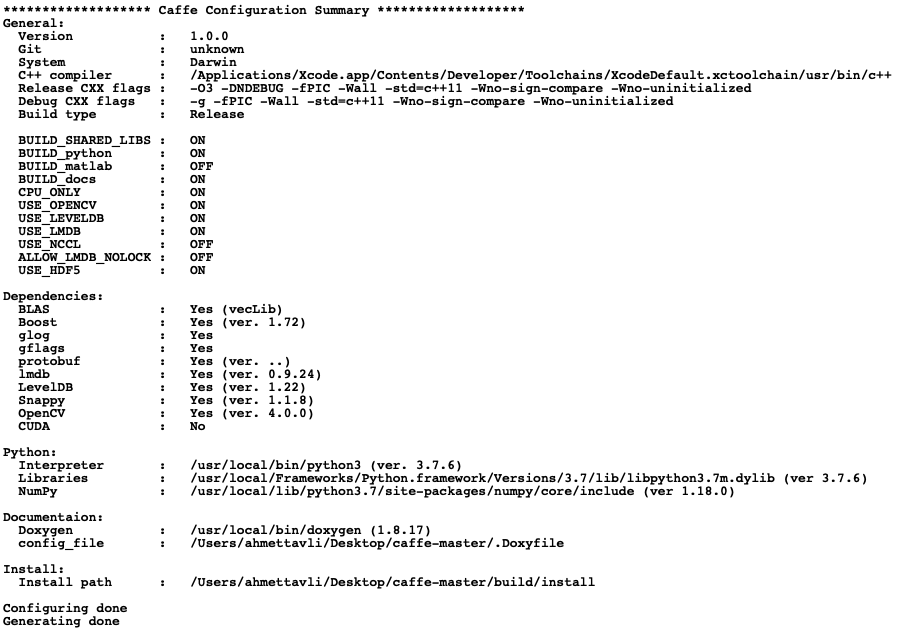 ******************* Caffe Configuration Summary *******************
General:
  Version           :   1.0.0
  Git               :   unknown
  System            :   Darwin
  C++ compiler      :   /Applications/Xcode.app/Contents/Developer/Toolchains/XcodeDefault.xctoolchain/usr/bin/c++
  Release CXX flags :   -O3 -DNDEBUG -fPIC -Wall -std=c++11 -Wno-sign-compare -Wno-uninitialized
  Debug CXX flags   :   -g -fPIC -Wall -std=c++11 -Wno-sign-compare -Wno-uninitialized
  Build type        :   Release

  BUILD_SHARED_LIBS :   ON
  BUILD_python      :   ON
  BUILD_matlab      :   OFF
  BUILD_docs        :   ON
  CPU_ONLY          :   ON
  USE_OPENCV        :   ON
  USE_LEVELDB       :   ON
  USE_LMDB          :   ON
  USE_NCCL          :   OFF
  ALLOW_LMDB_NOLOCK :   OFF
  USE_HDF5          :   ON

Dependencies:
  BLAS              :   Yes (vecLib)
  Boost             :   Yes (ver. 1.72)
  glog              :   Yes
  gflags            :   Yes
  protobuf          :   Yes (ver. ..)
  lmdb              :   Yes (ver. 0.9.24)
  LevelDB           :   Yes (ver. 1.22)
  Snappy            :   Yes (ver. 1.1.8)
  OpenCV            :   Yes (ver. 4.0.0)
  CUDA              :   No

Python:
  Interpreter       :   /usr/local/bin/python3 (ver. 3.7.6)
  Libraries         :   /usr/local/Frameworks/Python.framework/Versions/3.7/lib/libpython3.7m.dylib (ver 3.7.6)
  NumPy             :   /usr/local/lib/python3.7/site-packages/numpy/core/include (ver 1.18.0)

Documentaion:
  Doxygen           :   /usr/local/bin/doxygen (1.8.17)
  config_file       :   /Users/ahmettavli/Desktop/caffe-master/.Doxyfile

Install:
  Install path      :   /Users/ahmettavli/Desktop/caffe-master/build/install

Configuring done
Generating done